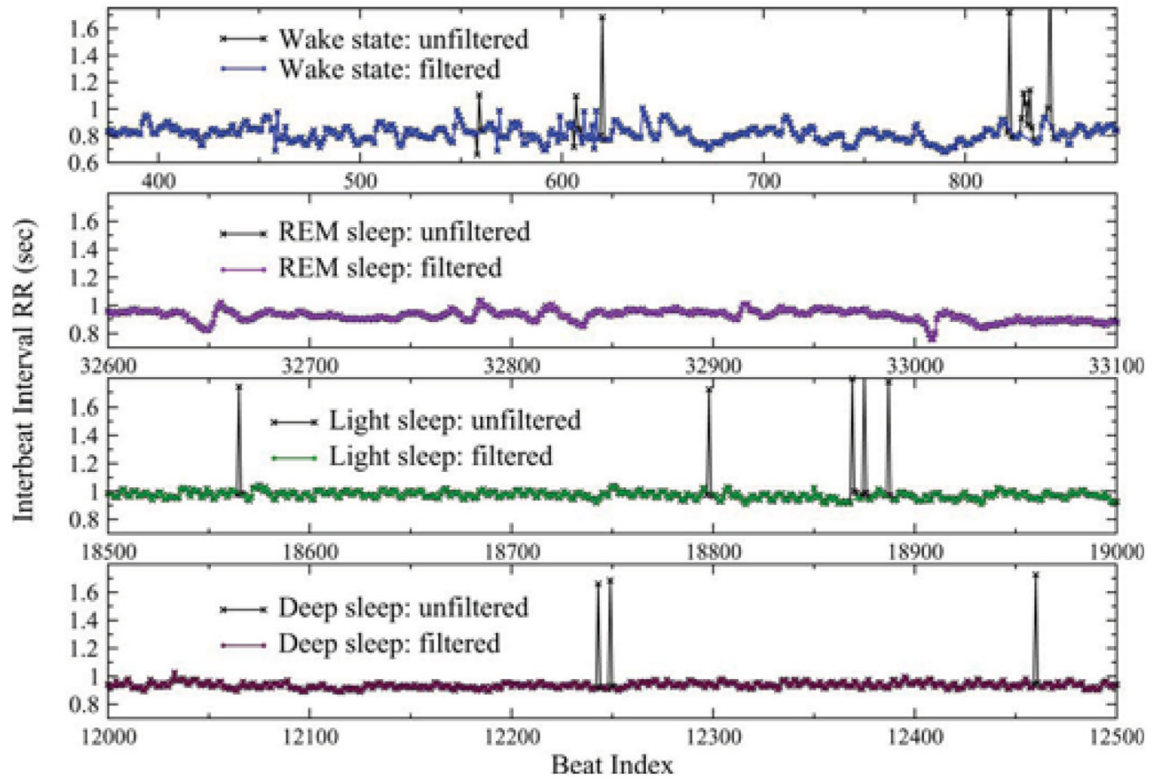 Interbeat Interval RR (sec)
1.6
1.4
1.2
1
0.8
0.6
Wake state: unfiltered
Wake state: filtered
400 500 600 700 800
1.6
1.4
1.2
1
0.8
REM sleep: unfiltered
REM sleep: filtered
32600 32700 32800 32900 33000 33100
1.6
1.4
1.2
1
0.8
Light sleep: unfiltered
Light sleep: filtered
18500 18600 18700 18800 18900 19000
1.6
1.4
1.2
1
0.8
Deep sleep: unfiltered
Deep sleep: filtered
12000 12100 12200 12300 12400 12500
Beat Index